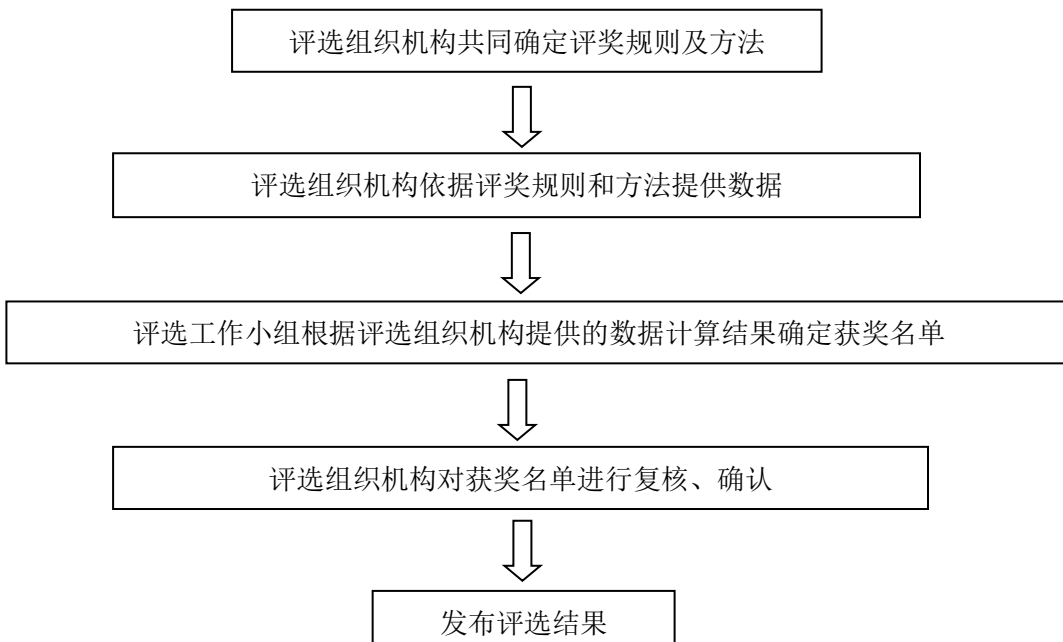 评选组织机构共同确定评奖规则及方法
评选组织机构依据评奖规则和方法提供数据
评选工作小组根据评选组织机构提供的数据计算结果确定获奖名单
评选组织机构对获奖名单进行复核、确认
发布评选结果